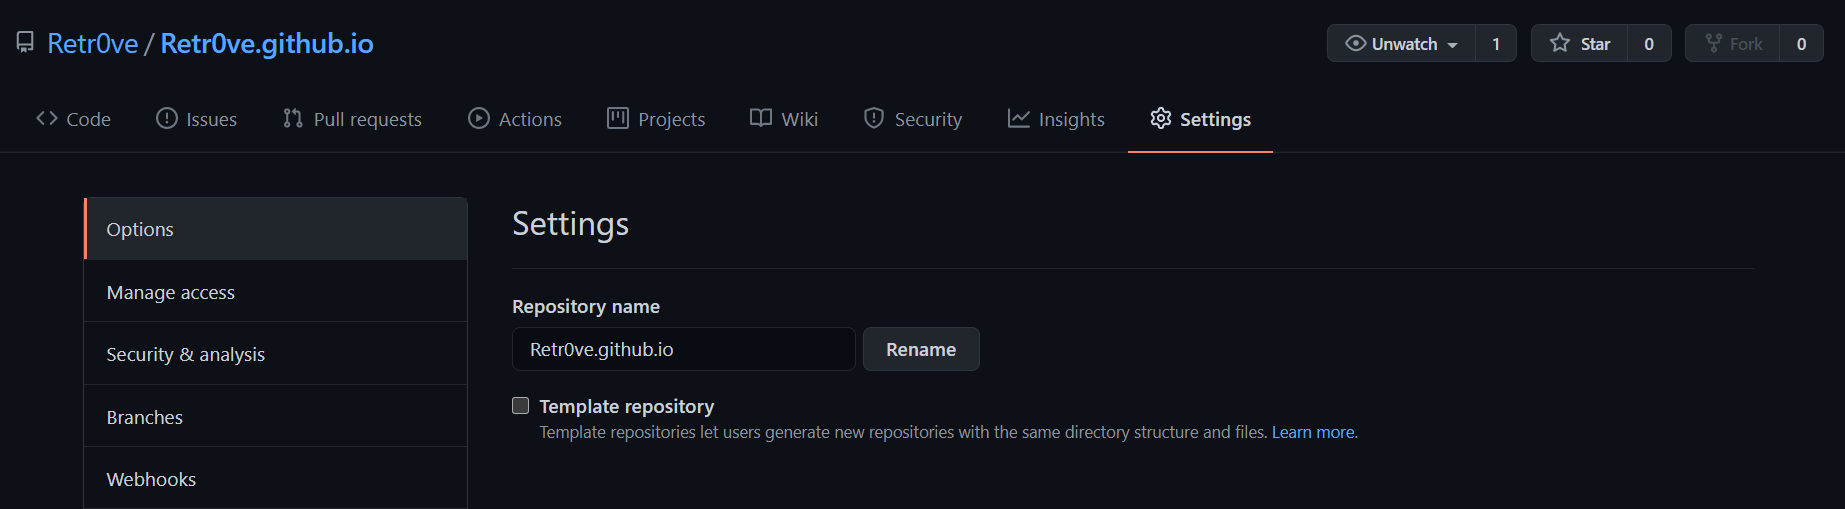 Retr0ve / Retr0ve.github.io
Unwatch 1 Star 0 Fork 0
Code Issues Pull requests Actions Projects Wiki Security Insights Settings
Options
Manage access
Security & analysis
Branches
Webhooks
Settings
Repository name
Retr0ve.github.io Rename
Template repository
Template repositories let users generate new repositories with the same directory structure and files. Learn more.